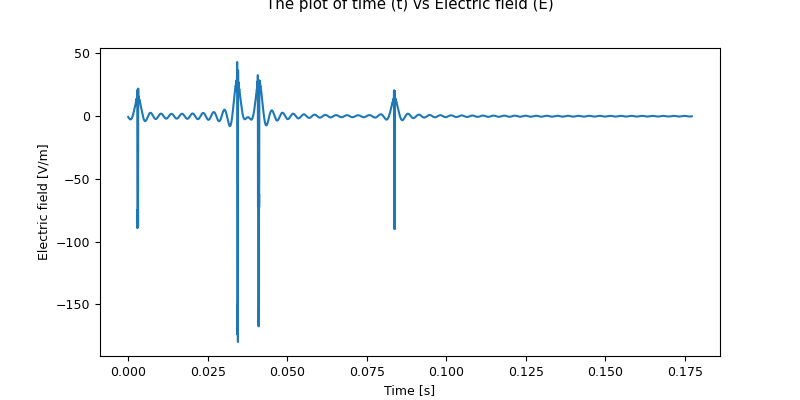 The plot of time (t) vs Electric field (E)
50
0
−50
−100
−150
Electric field [V/m]
0.000 0.025 0.050 0.075 0.100 0.125 0.150 0.175
Time [s]